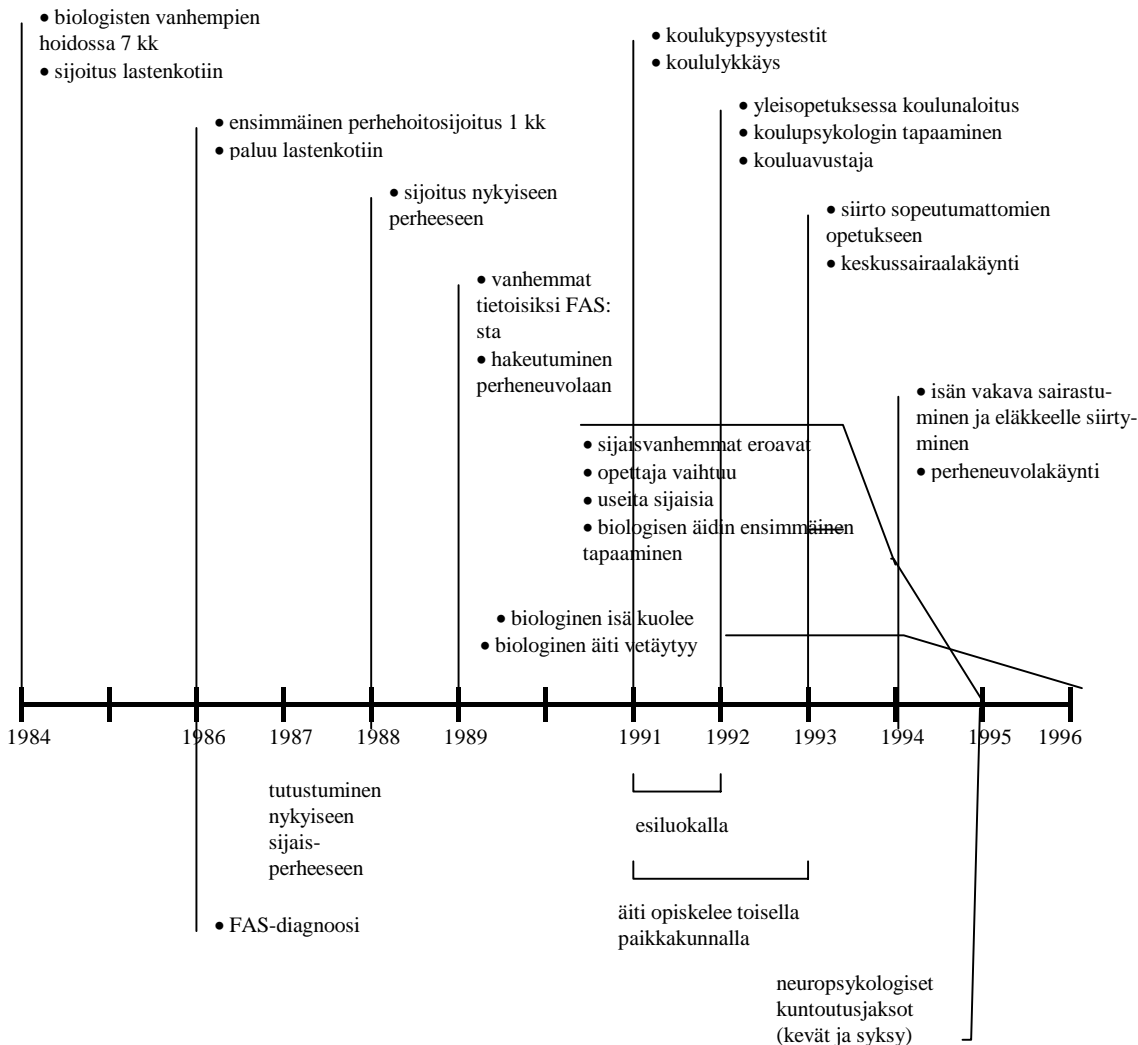 • biologisten vanhempien
hoidossa 7 kk
• sijoitus lastenkotiin
• ensimmäinen perhehoitosijoitus 1 kk
• paluu lastenkotiin
• sijoitus nykyiseen
perheeseen
• vanhemmat
tietoisiksi FAS:
sta
• hakeutuminen
perheneuvolaan
• koulukypsyystestit
• koululykkäys
• yleisopetuksessa koulunaloitus
• koulupsykologin tapaaminen
• kouluavustaja
• siirto sopeutumattomien
opetukseen
• keskussairaalakäynti
• isän vakava sairastu-
minen ja eläkkeelle siirty-
minen
• perheneuvolakäynti
• sijaisvanhemmat eroavat
• opettaja vaihtuu
• useita sijaisia
• biologisen äidin ensimmäinen
tapaaminen
• biologinen isä kuolee
• biologinen äiti vetäytyy
1984 1986 1987 1988 1989 1991 1992 1993 1994 1995 1996
tutustuminen
nykyiseen
sijais-
perheeseen
esiluokalla
• FAS-diagnoosi
äiti opiskelee toisella
paikkakunnalla
neuropsykologiset
kuntoutusjaksot
(kevät ja syksy)